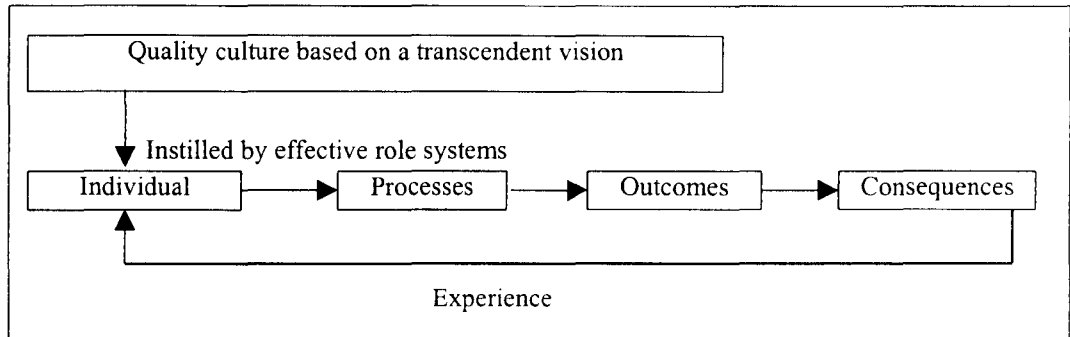 Quality culture based on a transcendent vision
Instilled by effective role systems
Individual
Processes
Outcomes
Consequences
Experience